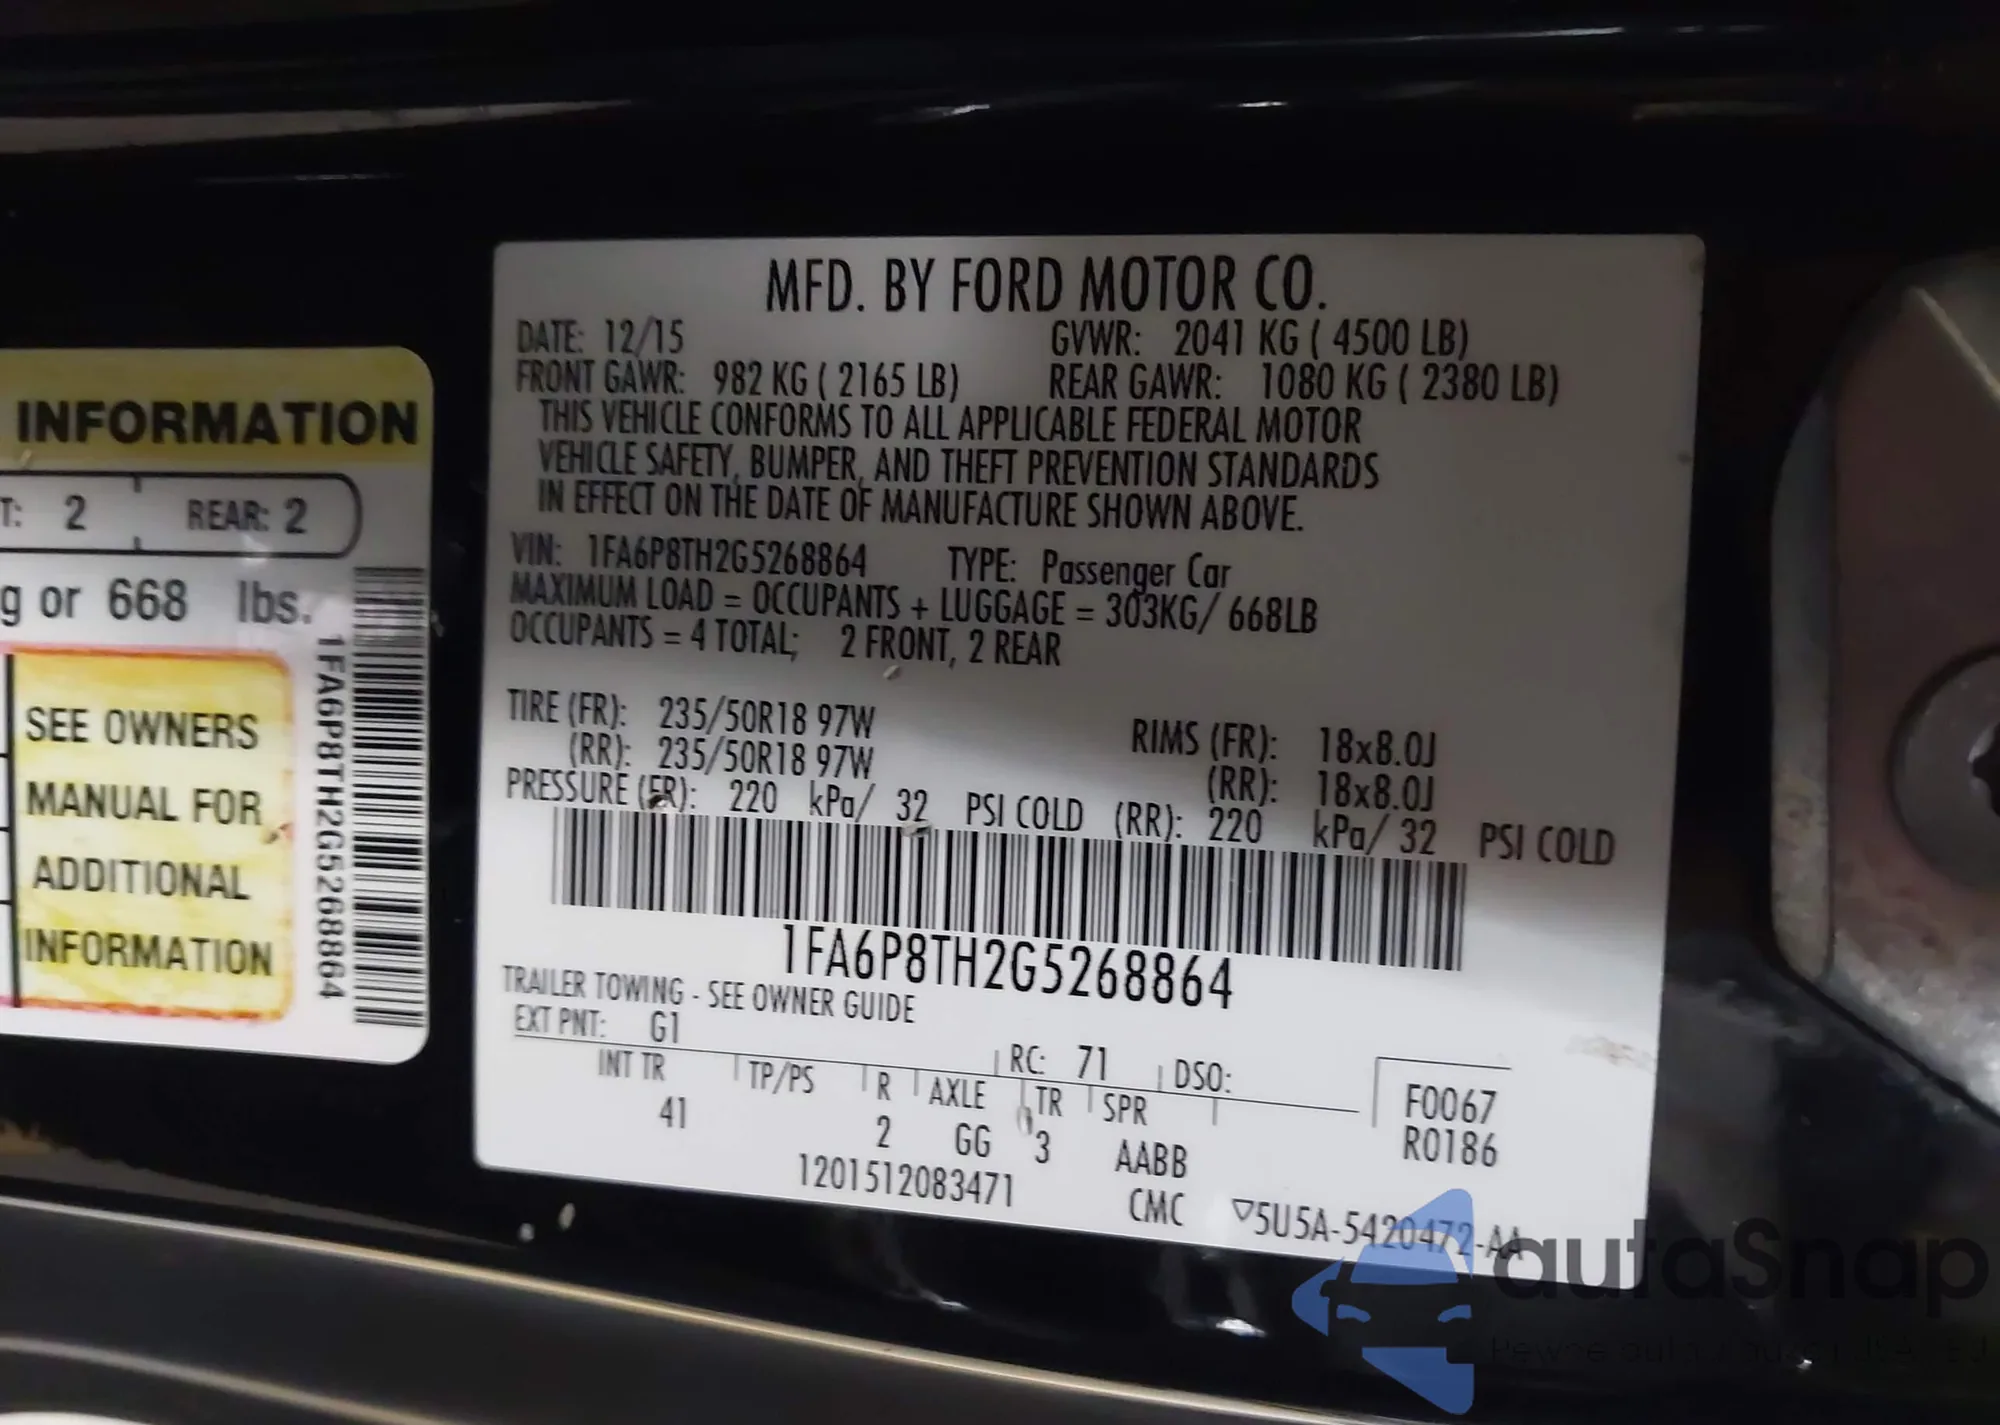 INFORMATION
T: 2 REAR: 2
g or 668 lbs.
SEE OWNERS
MANUAL FOR
ADDITIONAL
INFORMATION
1FA6P8TH2G5268864
MFD. BY FORD MOTOR CO.
DATE: 12/15 GVWR: 2041 KG ( 4500 LB)
FRONT GAWR: 982 KG ( 2165 LB) REAR GAWR: 1080 KG ( 2380 LB)
THIS VEHICLE CONFORMS TO ALL APPLICABLE FEDERAL MOTOR
VEHICLE SAFETY, BUMPER, AND THEFT PREVENTION STANDARDS
IN EFFECT ON THE DATE OF MANUFACTURE SHOWN ABOVE.
VIN: 1FA6P8TH2G5268864 TYPE: Passenger Car
MAXIMUM LOAD = OCCUPANTS + LUGGAGE = 303KG/ 668LB
OCCUPANTS = 4 TOTAL; 2 FRONT, 2 REAR
TIRE (FR): 235/50R18 97W RIMS (FR): 18x8.0J
(RR): 235/50R18 97W (RR): 18x8.0J
PRESSURE (FR): 220 kPa/ 32 PSI COLD (RR): 220 kPa/ 32 PSI COLD
1FA6P8TH2G5268864
TRAILER TOWING - SEE OWNER GUIDE
EXT PNT: G1 RC: 71 DSO: F0067
INT TR TP/PS R AXLE TR SPR R0186
41 2 GG 3 AABB
1201512083471 CMC ▽5U5A-5420472-AA
autaSnap